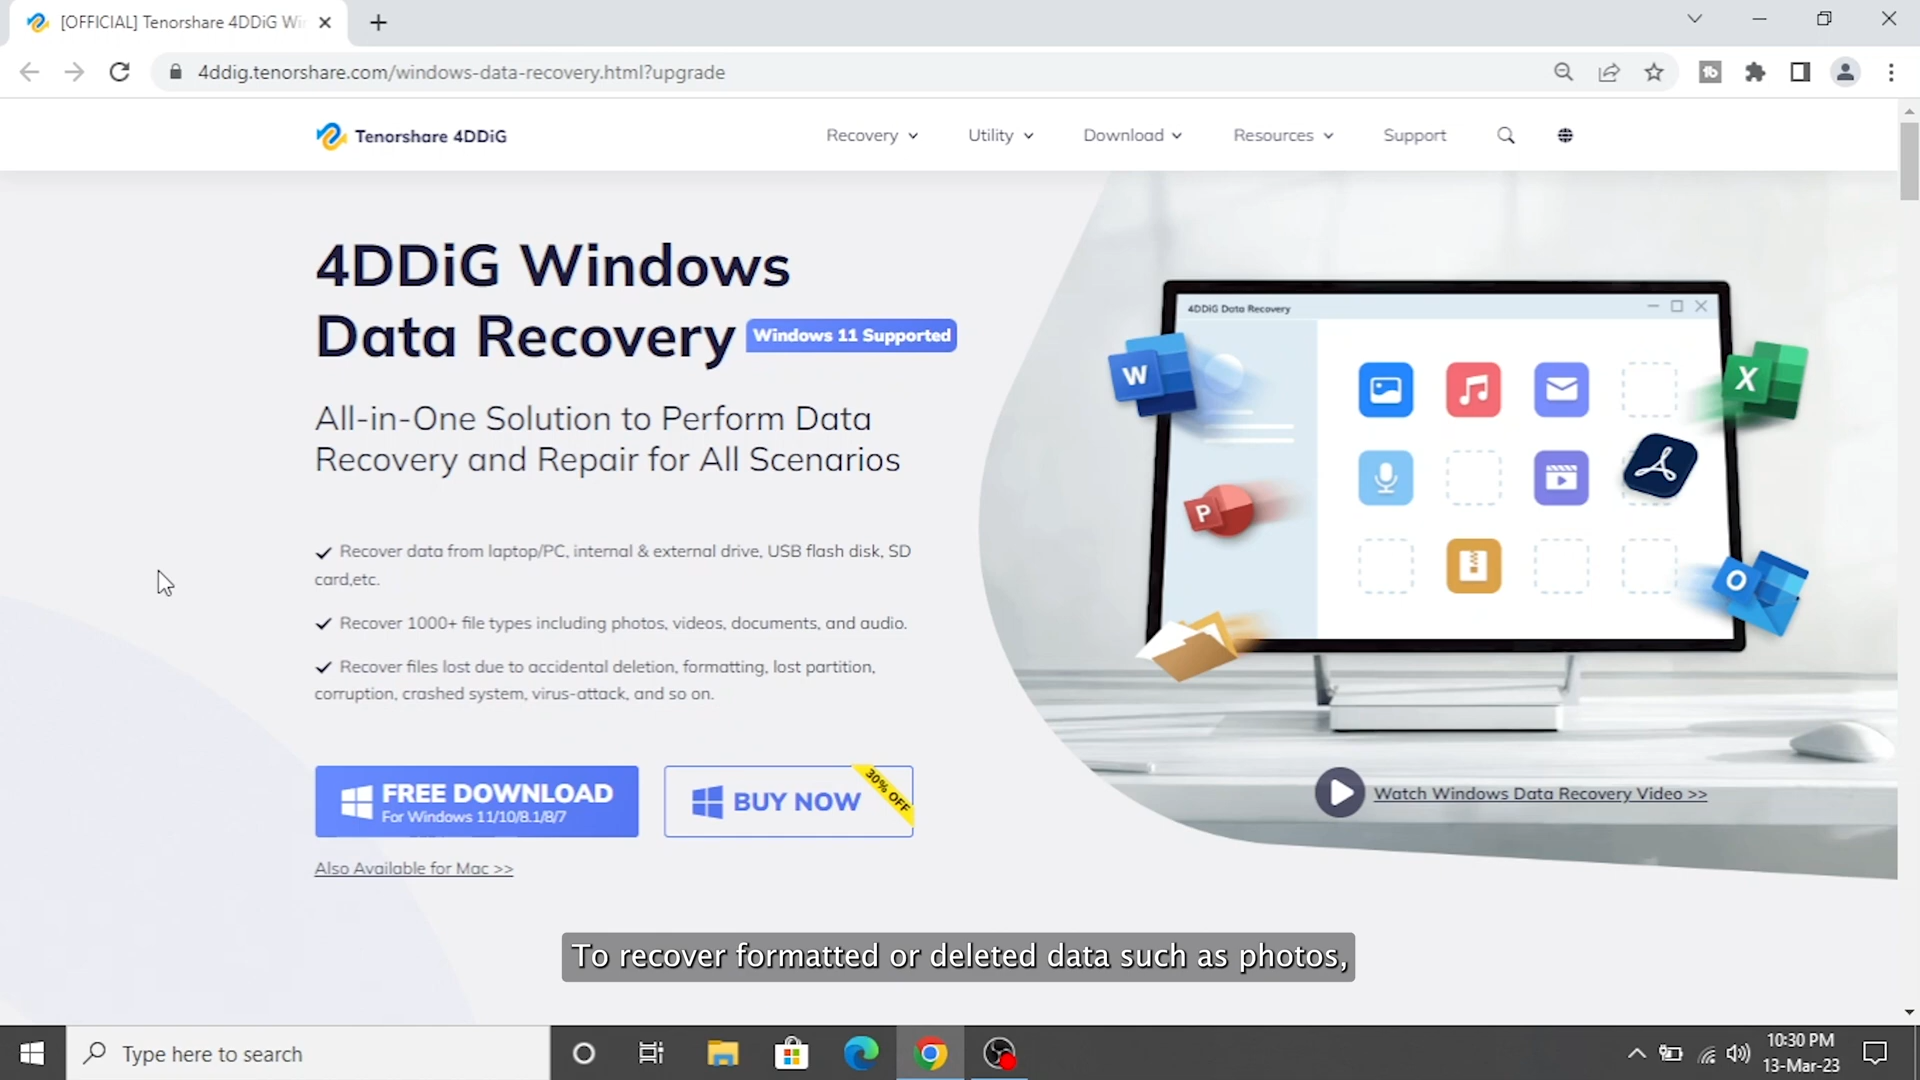 [OFFICIAL] Tenorshare 4DDiG Wi
4ddig.tenorshare.com/windows-data-recovery.html?upgrade
Tenorshare 4DDiG
Recovery
Utility
Download
Resources
Support
4DDiG Windows
Data Recovery
Windows 11 Supported
All-in-One Solution to Perform Data
Recovery and Repair for All Scenarios
Recover data from laptop/PC, internal & external drive, USB flash disk, SD
card,etc.
Recover 1000+ file types including photos, videos, documents, and audio.
Recover files lost due to accidental deletion, formatting, lost partition,
corruption, crashed system, virus-attack, and so on.
FREE DOWNLOAD
For Windows 11/10/8.1/8/7
BUY NOW
30% OFF
Also Available for Mac >>
4DDiG Data Recovery
W
X
P
O
Watch Windows Data Recovery Video >>
To recover formatted or deleted data such as photos,
Type here to search
10:30 PM
13-Mar-23